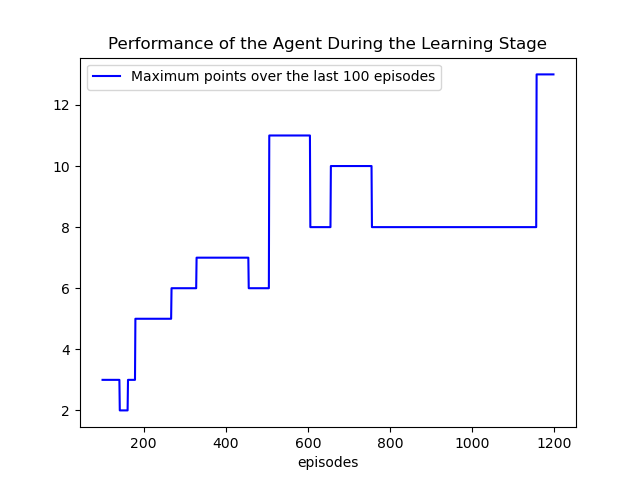 Performance of the Agent During the Learning Stage
Maximum points over the last 100 episodes
12
10
8
6
4
2
200 400 600 800 1000 1200
episodes